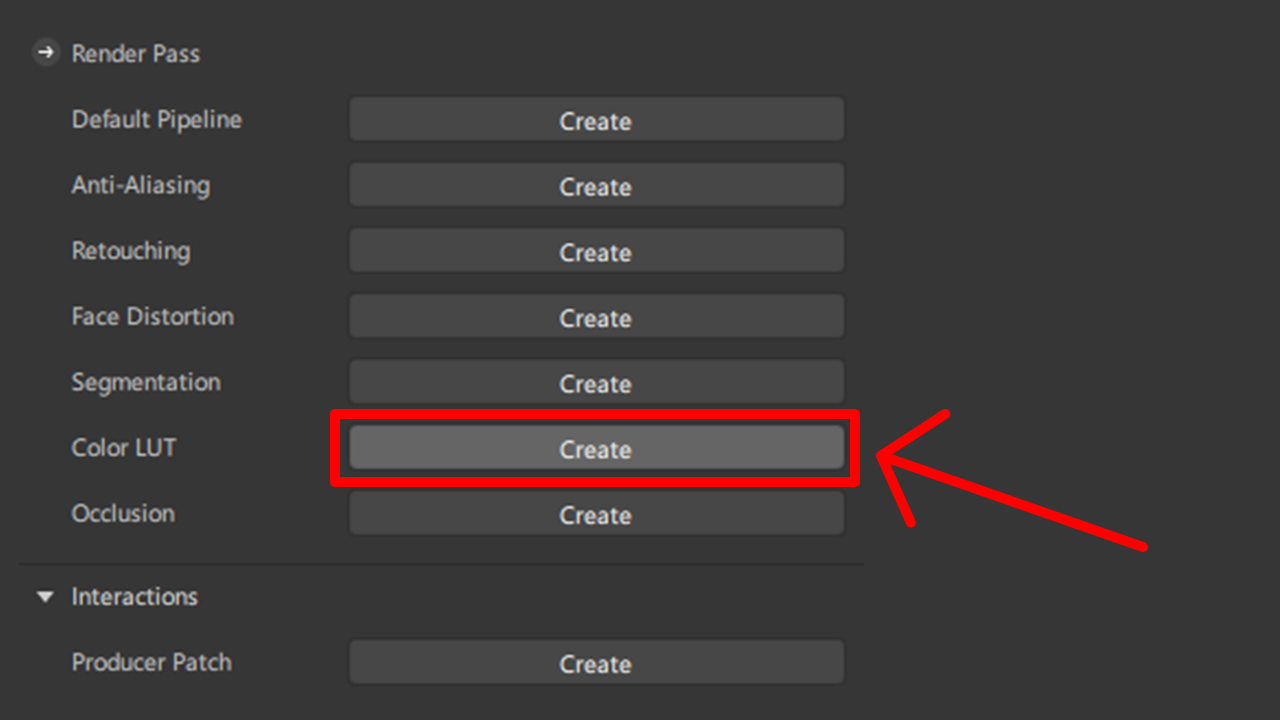 Render Pass
Default Pipeline Create
Anti-Aliasing Create
Retouching Create
Face Distortion Create
Segmentation Create
Color LUT Create
Occlusion Create
Interactions
Producer Patch Create